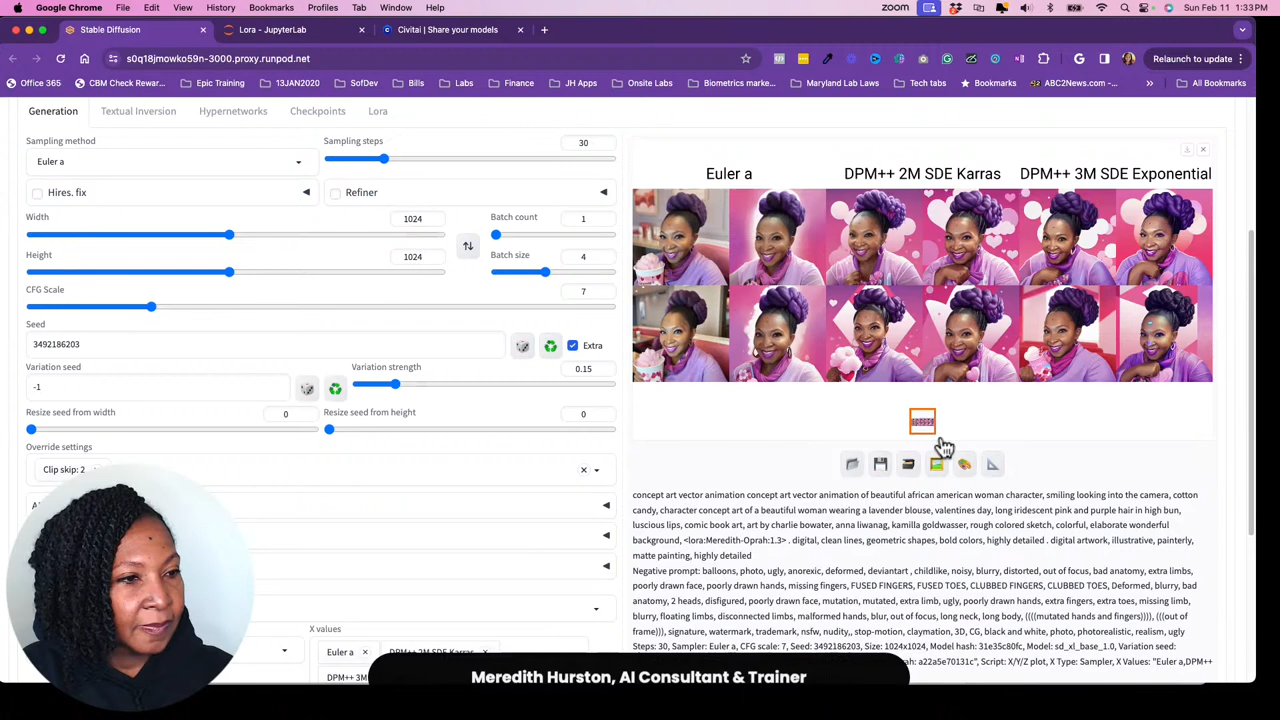 Google Chrome File Edit View History Bookmarks Profiles Tab Window Help zoom Sun Feb 11 1:33 PM
Stable Diffusion Lora - JupyterLab Civitai | Share your models
s0q18jmowko59n-3000.proxy.runpod.net Relaunch to update
Office 365 CBM Check Rewar... Epic Training 13JAN2020 SofDev Bills Labs Finance JH Apps Onsite Labs Biometrics marke... Maryland Lab Laws Tech tabs Bookmarks ABC2News.com -... All Bookmarks
Generation Textual Inversion Hypernetworks Checkpoints Lora
Sampling method Sampling steps 30
Euler a
Hires. fix Refiner
Width 1024 Batch count 1
Height 1024 Batch size 4
CFG Scale 7
Seed
3492186203 Extra
Variation seed Variation strength 0.15
-1
Resize seed from width 0 Resize seed from height 0
Override settings
Clip skip: 2
X values
Euler a DPM++ 2M SDE Karras
DPM++ 3M
Euler a DPM++ 2M SDE Karras DPM++ 3M SDE Exponential
concept art vector animation concept art vector animation of beautiful african american woman character, smiling looking into the camera, cotton
candy, character concept art of a beautiful woman wearing a lavender blouse, valentines day, long iridescent pink and purple hair in high bun,
luscious lips, comic book art, art by charlie bowater, anna liwanag, kamilla goldwasser, rough colored sketch, colorful, elaborate wonderful
background, <lora:Meredith-Oprah:1.3> . digital, clean lines, geometric shapes, bold colors, highly detailed . digital artwork, illustrative, painterly,
matte painting, highly detailed
Negative prompt: balloons, photo, ugly, anorexic, deformed, deviantart , childlike, noisy, blurry, distorted, out of focus, bad anatomy, extra limbs,
poorly drawn face, poorly drawn hands, missing fingers, FUSED FINGERS, FUSED TOES, CLUBBED FINGERS, CLUBBED TOES, Deformed, blurry, bad
anatomy, 2 heads, disfigured, poorly drawn face, mutation, mutated, extra limb, ugly, poorly drawn hands, extra fingers, extra toes, missing limb,
blurry, floating limbs, disconnected limbs, malformed hands, blur, out of focus, long neck, long body, ((((mutated hands and fingers)))), (((out of
frame))), signature, watermark, trademark, nsfw, nudity,, stop-motion, claymation, 3D, CG, black and white, photo, photorealistic, realism, ugly
Steps: 30, Sampler: Euler a, CFG scale: 7, Seed: 3492186203, Size: 1024x1024, Model hash: 31e35c80fc, Model: sd_xl_base_1.0, Variation seed:
a22a5e70131c", Script: X/Y/Z plot, X Type: Sampler, X Values: "Euler a,DPM++
Meredith Hurston, AI Consultant & Trainer